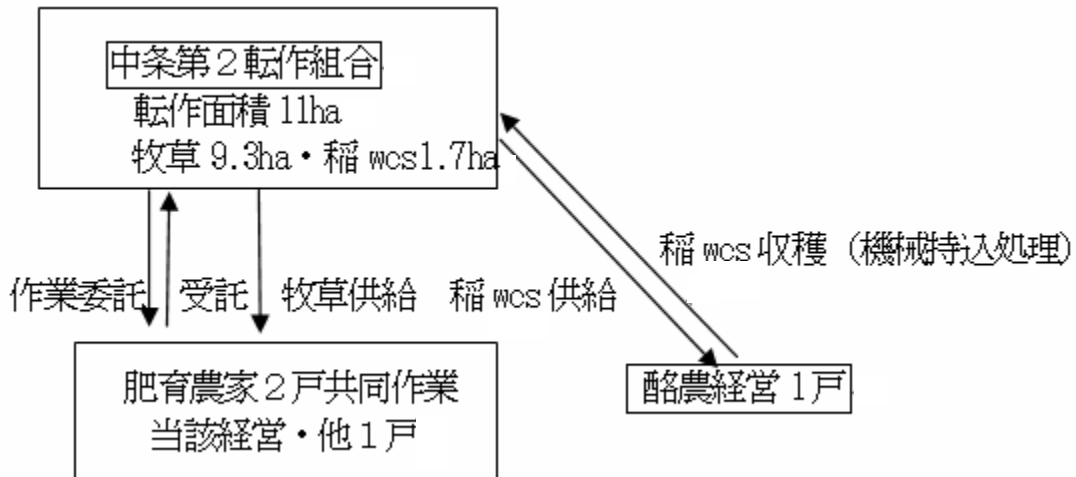 中条第２転作組合
転作面積 11ha
牧草 9.3ha・稲 wcs1.7ha
稲 wcs 収穫（機械持込処理）
作業委託 受託 牧草供給 稲 wcs 供給
肥育農家２戸共同作業
当該経営・他１戸
酪農経営 1 戸